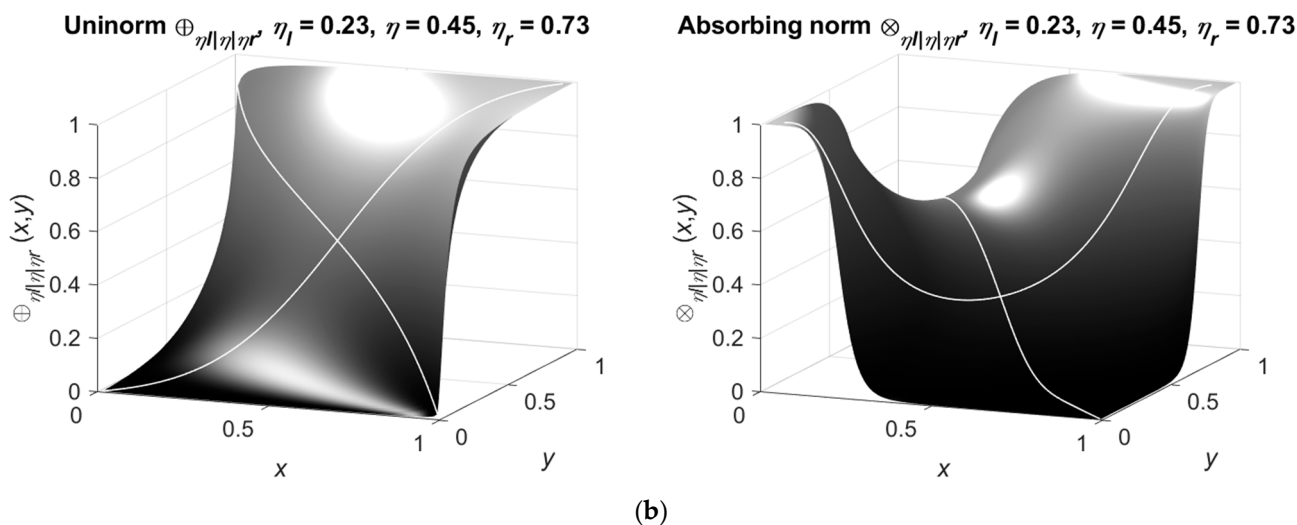 Uninorm ⊕ηl|η|ηr, ηl = 0.23, η = 0.45, ηr = 0.73
⊕ηl|η|ηr (x,y)
1
0.8
0.6
0.4
0.2
0
0
0.5
1
x
0
0.5
1
y
Absorbing norm ⊗ηl|η|ηr, ηl = 0.23, η = 0.45, ηr = 0.73
⊗ηl|η|ηr (x,y)
1
0.8
0.6
0.4
0.2
0
0
0.5
1
x
0
0.5
1
y
(b)